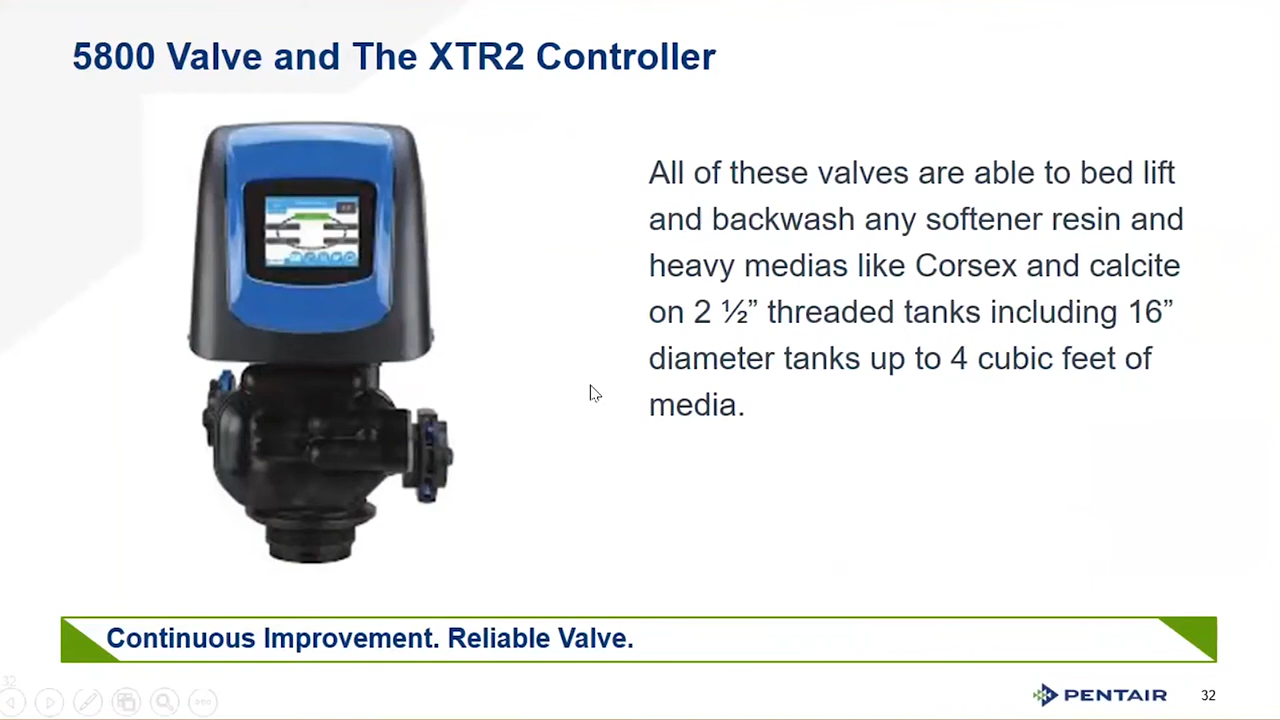 5800 Valve and The XTR2 Controller
All of these valves are able to bed lift
and backwash any softener resin and
heavy medias like Corsex and calcite
on 2 ½” threaded tanks including 16”
diameter tanks up to 4 cubic feet of
media.
Continuous Improvement. Reliable Valve.
32
PENTAIR
32